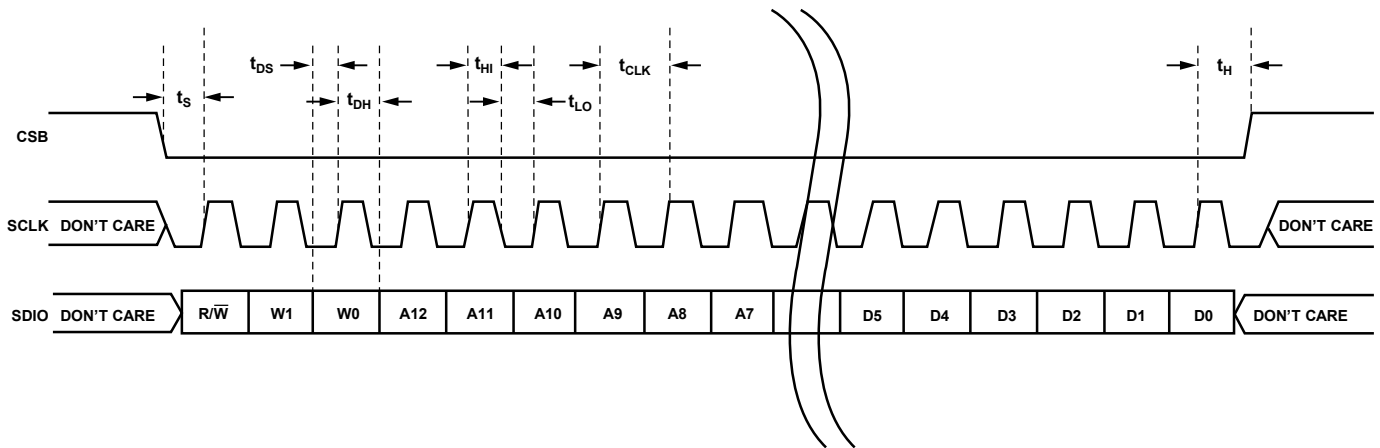 tDS
tHI
tCLK
tH
tS
tDH
tLO
CSB
SCLK DON'T CARE DON'T CARE
SDIO DON'T CARE R/W̅ W1 W0 A12 A11 A10 A9 A8 A7 D5 D4 D3 D2 D1 D0 DON'T CARE